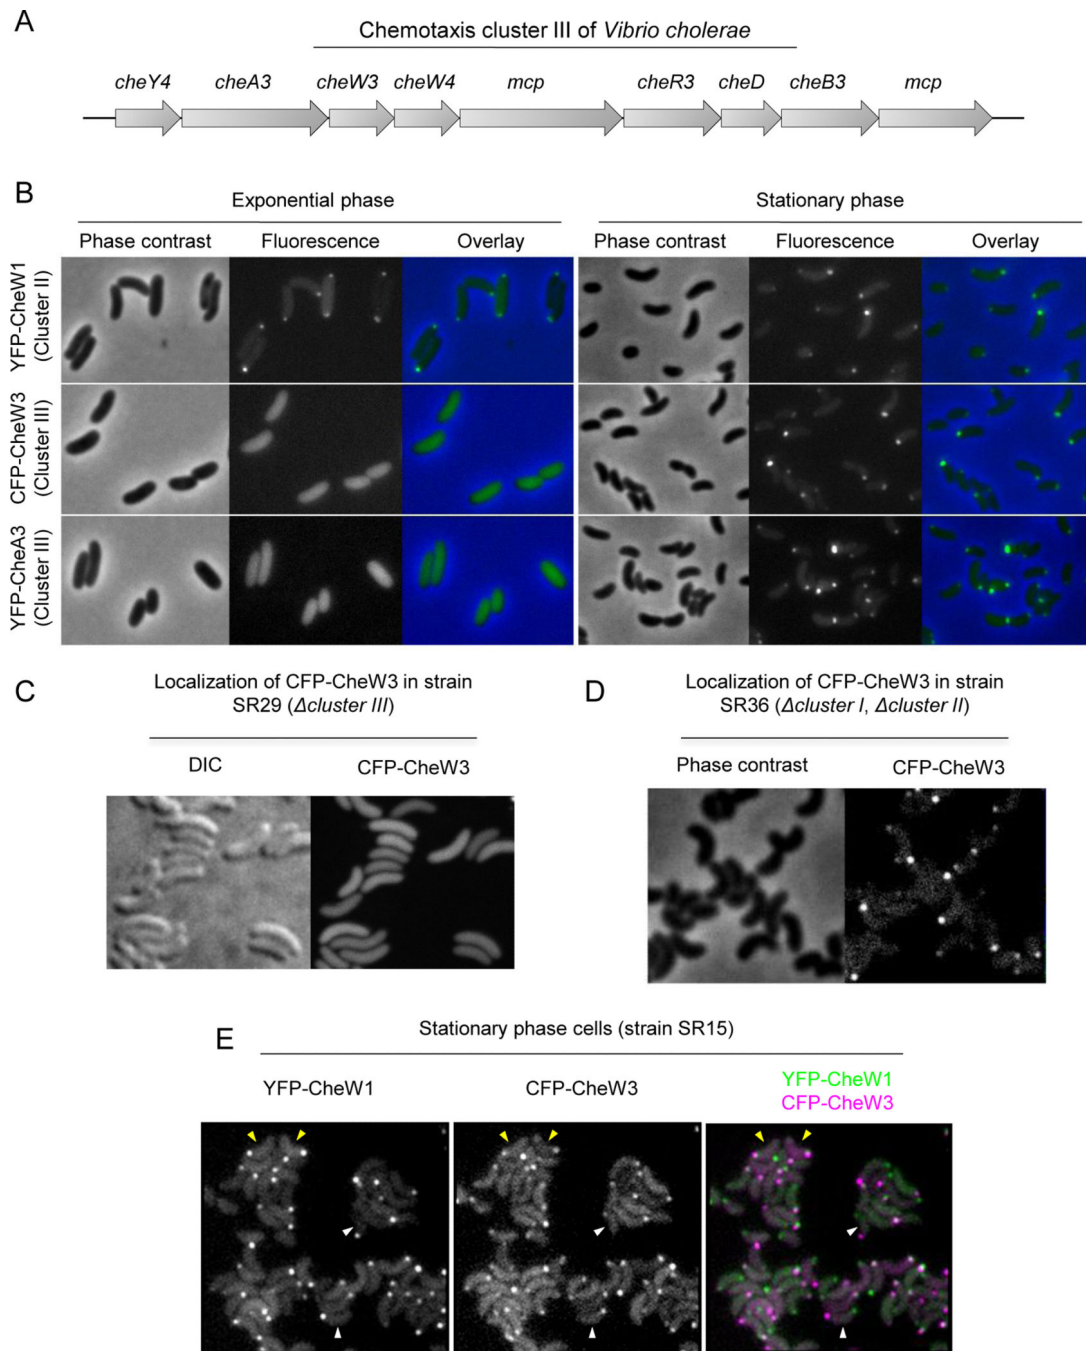 A
Chemotaxis cluster III of Vibrio cholerae
cheY4 cheA3 cheW3 cheW4 mcp cheR3 cheD cheB3 mcp
B
Exponential phase
Stationary phase
Phase contrast Fluorescence Overlay
Phase contrast Fluorescence Overlay
YFP-CheW1
(Cluster II)
CFP-CheW3
(Cluster III)
YFP-CheA3
(Cluster III)
C
Localization of CFP-CheW3 in strain
SR29 (Δcluster III)
DIC
CFP-CheW3
D
Localization of CFP-CheW3 in strain
SR36 (Δcluster I, Δcluster II)
Phase contrast
CFP-CheW3
E
Stationary phase cells (strain SR15)
YFP-CheW1
CFP-CheW3
YFP-CheW1
CFP-CheW3